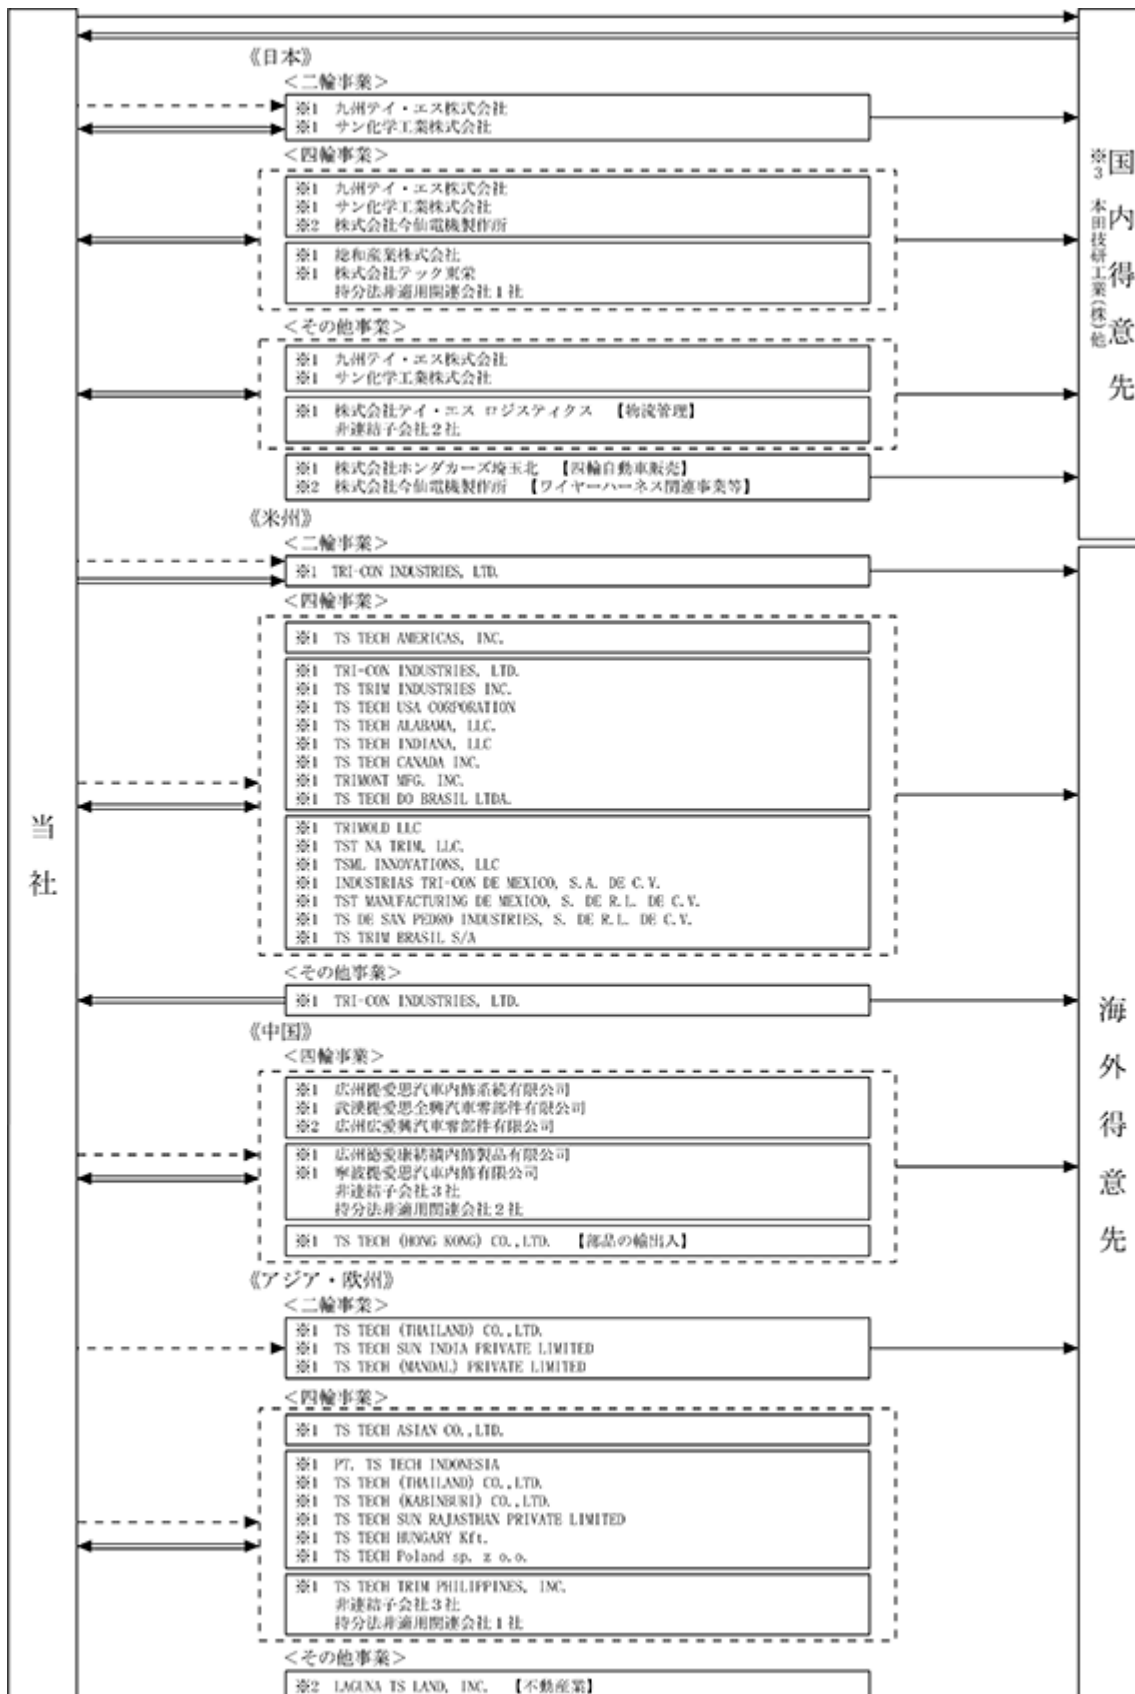 《日本》
＜二輪事業＞
※1 九州テイ・エス株式会社
※1 サン化学工業株式会社
＜四輪事業＞
※1 九州テイ・エス株式会社
※1 サン化学工業株式会社
※2 株式会社今仙電機製作所
※1 総和産業株式会社
※1 株式会社テック東栄
持分法非適用関連会社1社
＜その他事業＞
※1 九州テイ・エス株式会社
※1 サン化学工業株式会社
※1 株式会社テイ・エス ロジスティクス 【物流管理】
非連結子会社2社
※1 株式会社ホンダカーズ埼玉北 【四輪自動車販売】
※2 株式会社今仙電機製作所 【ワイヤーハーネス関連事業等】
国内得意先
※3 本田技研工業(株)他
《米州》
＜二輪事業＞
※1 TRI-CON INDUSTRIES, LTD.
＜四輪事業＞
※1 TS TECH AMERICAS, INC.
※1 TRI-CON INDUSTRIES, LTD.
※1 TS TRIM INDUSTRIES INC.
※1 TS TECH USA CORPORATION
※1 TS TECH ALABAMA, LLC.
※1 TS TECH INDIANA, LLC
※1 TS TECH CANADA INC.
※1 TRIMONT MFG. INC.
※1 TS TECH DO BRASIL LTDA.
※1 TRIMOLD LLC
※1 TST NA TRIM, LLC.
※1 TSML INNOVATIONS, LLC
※1 INDUSTRIAS TRI-CON DE MEXICO, S.A. DE C.V.
※1 TST MANUFACTURING DE MEXICO, S. DE R.L. DE C.V.
※1 TS DE SAN PEDRO INDUSTRIES, S. DE R.L. DE C.V.
※1 TS TRIM BRASIL S/A
＜その他事業＞
※1 TRI-CON INDUSTRIES, LTD.
当社
《中国》
＜四輪事業＞
※1 広州提愛思汽車内飾系統有限公司
※1 武漢提愛思全興汽車零部件有限公司
※2 広州広愛興汽車零部件有限公司
※1 広州徳愛康紡績内飾製品有限公司
※1 寧波提愛思汽車内飾有限公司
非連結子会社3社
持分法非適用関連会社2社
※1 TS TECH (HONG KONG) CO.,LTD. 【部品の輸出入】
海外得意先
《アジア・欧州》
＜二輪事業＞
※1 TS TECH (THAILAND) CO.,LTD.
※1 TS TECH SUN INDIA PRIVATE LIMITED
※1 TS TECH (MANDAL) PRIVATE LIMITED
＜四輪事業＞
※1 TS TECH ASIAN CO.,LTD.
※1 PT. TS TECH INDONESIA
※1 TS TECH (THAILAND) CO.,LTD.
※1 TS TECH (KABINBURI) CO.,LTD.
※1 TS TECH SUN RAJASTHAN PRIVATE LIMITED
※1 TS TECH HUNGARY Kft.
※1 TS TECH Poland sp. z o.o.
※1 TS TECH TRIM PHILIPPINES, INC.
非連結子会社3社
持分法非適用関連会社1社
＜その他事業＞
※2 LAGUNA TS LAND, INC. 【不動産業】